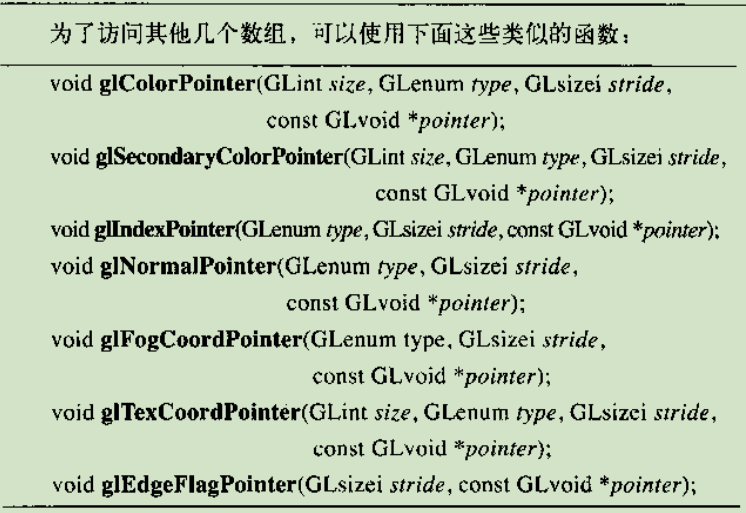 为了访问其他几个数组，可以使用下面这些类似的函数：
void glColorPointer(GLint size, GLenum type, GLsizei stride,
const GLvoid *pointer);
void glSecondaryColorPointer(GLint size, GLenum type, GLsizei stride,
const GLvoid *pointer);
void glIndexPointer(GLenum type, GLsizei stride, const GLvoid *pointer);
void glNormalPointer(GLenum type, GLsizei stride,
const GLvoid *pointer);
void glFogCoordPointer(GLenum type, GLsizei stride,
const GLvoid *pointer);
void glTexCoordPointer(GLint size, GLenum type, GLsizei stride,
const GLvoid *pointer);
void glEdgeFlagPointer(GLsizei stride, const GLvoid *pointer);